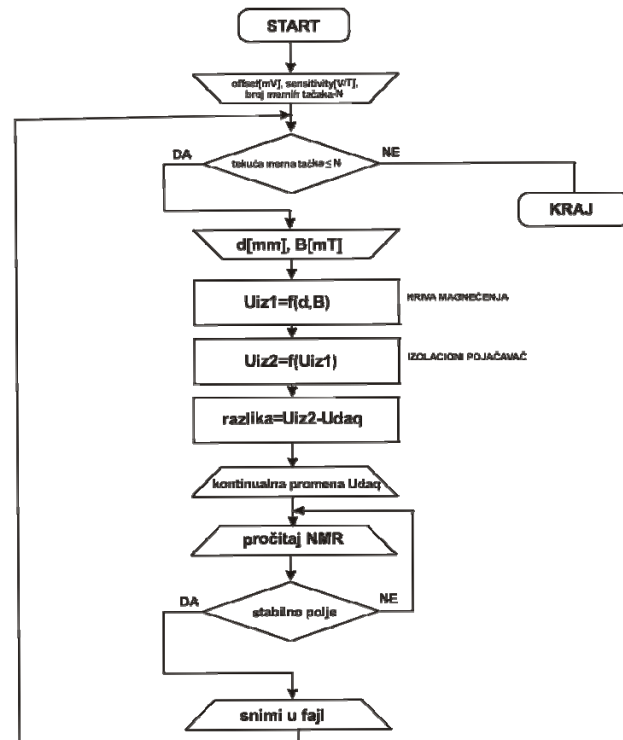 START
offset[mV], sensitivity[V/T],
broj mernih tačaka-N
DA
tekuća merna tačka ≤ N
NE
KRAJ
d[mm], B[mT]
Uiz1=f(d,B)
KRIVA MAGNEĆENJA
Uiz2=f(Uiz1)
IZOLACIONI POJAČAVAČ
razlika=Uiz2-Udaq
kontinualna promena Udaq
pročitaj NMR
DA
stabilno polje
NE
snimi u fajl